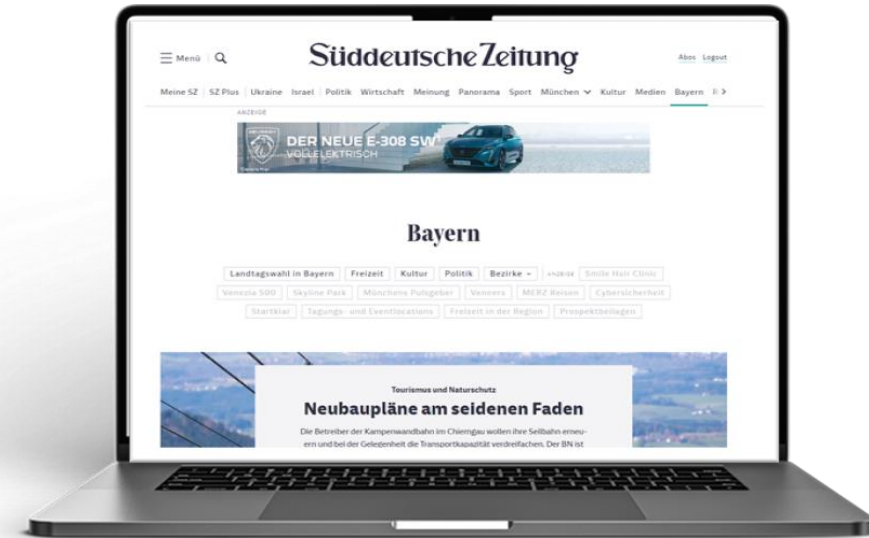 Menü
Süddeutsche Zeitung
Abos Logout
Meine SZ SZ Plus Ukraine Israel Politik Wirtschaft Meinung Panorama Sport München Kultur Medien Bayern
ANZEIGE
DER NEUE E-308 SW
VOLLELEKTRISCH
Bayern
Landtagswahl in Bayern Freizeit Kultur Politik Bezirke ANZEIGE Smile Hair Clinic
Venezia 500 Skyline Park Münchens Pulsgeber Veneers MERZ Reisen Cybersicherheit
Startklar Tagungs- und Eventlocations Freizeit in der Region Prospektbeilagen
Tourismus und Naturschutz
Neubaupläne am seidenen Faden
Die Betreiber der Kampenwandbahn im Chiemgau wollen ihre Seilbahn erneu-
ern und bei der Gelegenheit die Transportkapazität verdreifachen. Der BN ist